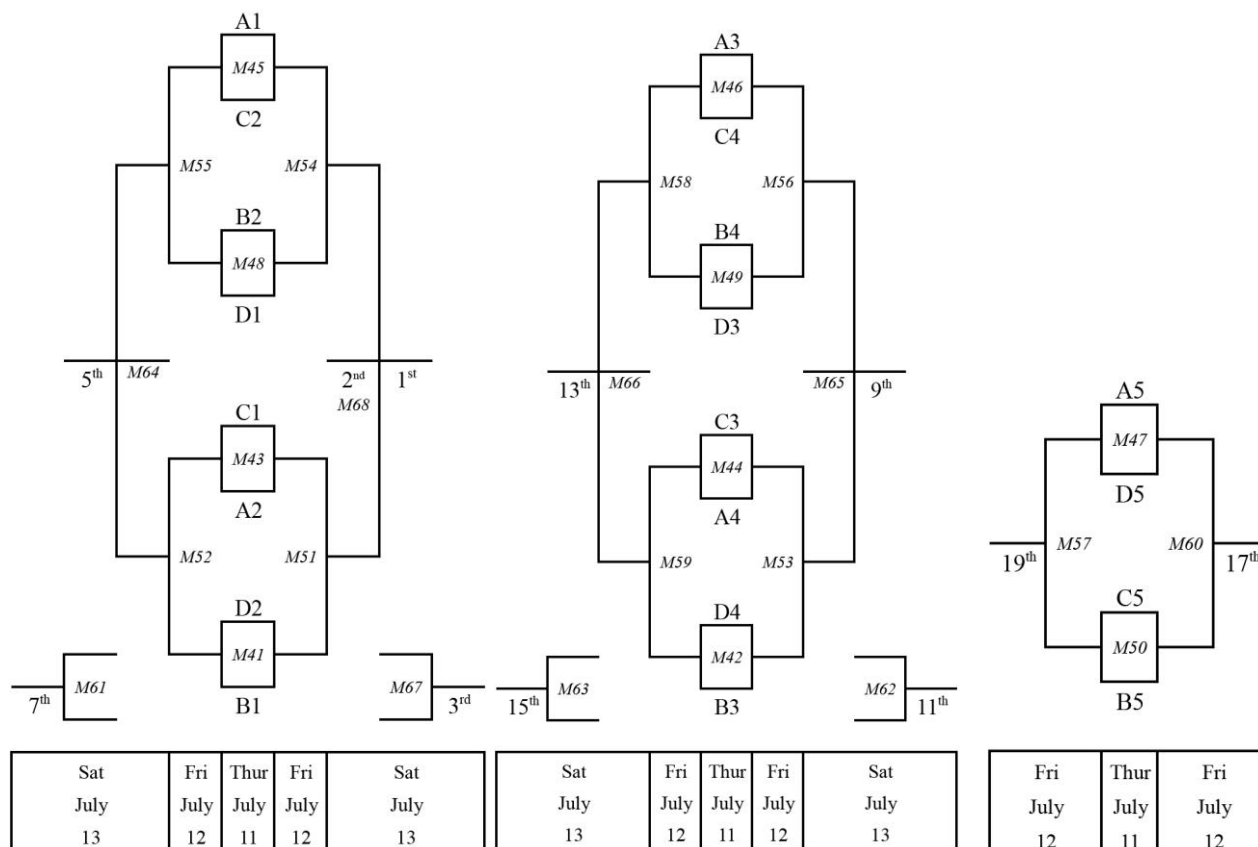 A1
M45
C2
M55
M54
B2
M48
D1
5th
M64
2nd
1st
M68
C1
M43
A2
M52
M51
D2
M41
B1
M61
7th
M67
3rd
Sat
July
13
Fri
July
12
Thur
July
11
Fri
July
12
Sat
July
13
A3
M46
C4
M58
M56
B4
M49
D3
13th
M66
M65
9th
C3
M44
A4
M59
M53
D4
M42
B3
M63
15th
M62
11th
Sat
July
13
Fri
July
12
Thur
July
11
Fri
July
12
Sat
July
13
A5
M47
D5
19th
M57
M60
17th
C5
M50
B5
Fri
July
12
Thur
July
11
Fri
July
12